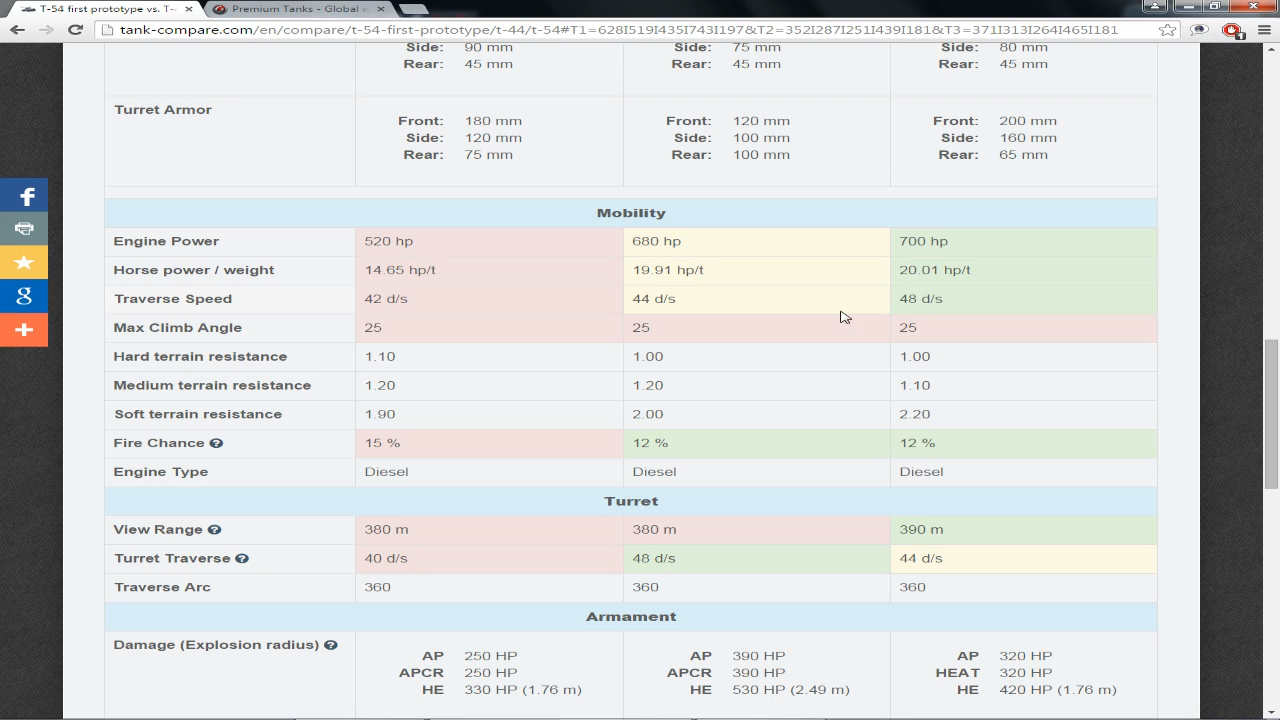 T-54 first prototype vs. T-
Premium Tanks - Global w
tank-compare.com/en/compare/t-54-first-prototype/t-44/t-54#T1=628I519I435I743I197&T2=352I287I251I439I181&T3=371I313I264I465I181
Side: 90 mm Side: 75 mm Side: 80 mm
Rear: 45 mm Rear: 45 mm Rear: 45 mm
Turret Armor
Front: 180 mm Front: 120 mm Front: 200 mm
Side: 120 mm Side: 100 mm Side: 160 mm
Rear: 75 mm Rear: 100 mm Rear: 65 mm
Mobility
Engine Power 520 hp 680 hp 700 hp
Horse power / weight 14.65 hp/t 19.91 hp/t 20.01 hp/t
Traverse Speed 42 d/s 44 d/s 48 d/s
Max Climb Angle 25 25 25
Hard terrain resistance 1.10 1.00 1.00
Medium terrain resistance 1.20 1.20 1.10
Soft terrain resistance 1.90 2.00 2.20
Fire Chance ? 15 % 12 % 12 %
Engine Type Diesel Diesel Diesel
Turret
View Range ? 380 m 380 m 390 m
Turret Traverse ? 40 d/s 48 d/s 44 d/s
Traverse Arc 360 360 360
Armament
Damage (Explosion radius) ?
AP 250 HP AP 390 HP AP 320 HP
APCR 250 HP APCR 390 HP HEAT 320 HP
HE 330 HP (1.76 m) HE 530 HP (2.49 m) HE 420 HP (1.76 m)